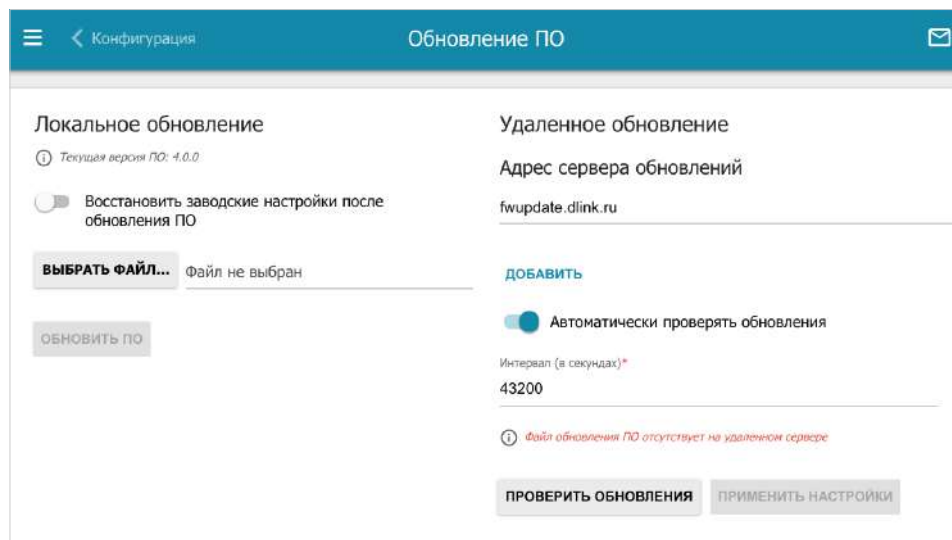 Конфигурация
Обновление ПО
Локальное обновление
Текущая версия ПО: 4.0.0
Восстановить заводские настройки после
обновления ПО
ВЫБРАТЬ ФАЙЛ... Файл не выбран
ОБНОВИТЬ ПО
Удаленное обновление
Адрес сервера обновлений
fwupdate.dlink.ru
ДОБАВИТЬ
Автоматически проверять обновления
Интервал (в секундах)*
43200
Файл обновления ПО отсутствует на удаленном сервере
ПРОВЕРИТЬ ОБНОВЛЕНИЯ ПРИМЕНИТЬ НАСТРОЙКИ